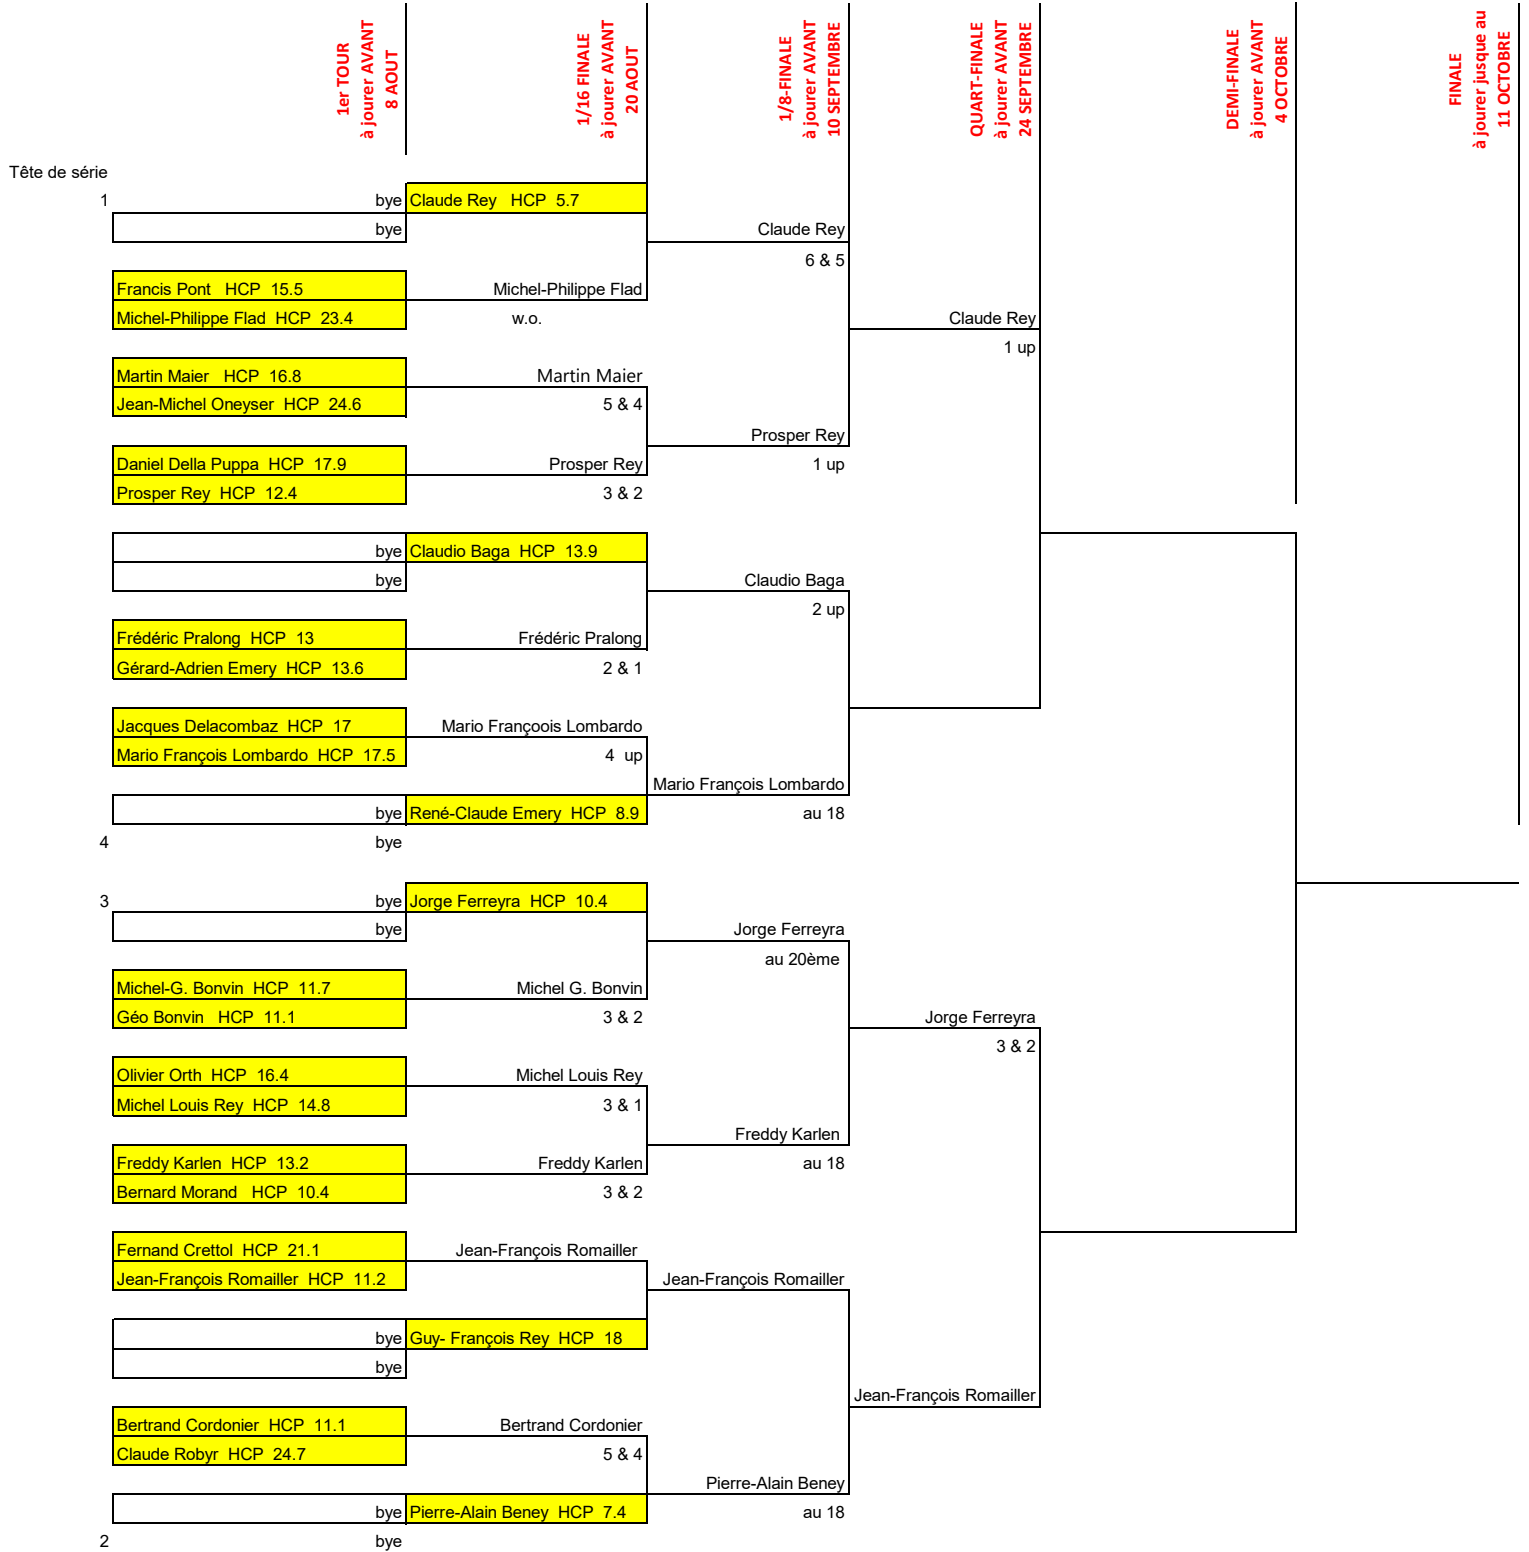 1er TOUR
à jourer AVANT
8 AOUT
1/16 FINALE
à jourer AVANT
20 AOUT
1/8-FINALE
à jourer AVANT
10 SEPTEMBRE
QUART-FINALE
à jourer AVANT
24 SEPTEMBRE
DEMI-FINALE
à jourer AVANT
4 OCTOBRE
FINALE
à jourer jusque au
11 OCTOBRE
Tête de série
1 bye Claude Rey HCP 5.7
bye Claude Rey
6 & 5
Francis Pont HCP 15.5 Michel-Philippe Flad
Michel-Philippe Flad HCP 23.4 w.o. Claude Rey
1 up
Martin Maier HCP 16.8 Martin Maier
Jean-Michel Oneyser HCP 24.6 5 & 4
Prosper Rey
Daniel Della Puppa HCP 17.9 Prosper Rey 1 up
Prosper Rey HCP 12.4 3 & 2
bye Claudio Baga HCP 13.9
bye Claudio Baga
2 up
Frédéric Pralong HCP 13 Frédéric Pralong
Gérard-Adrien Emery HCP 13.6 2 & 1
Jacques Delacombaz HCP 17 Mario Françoois Lombardo
Mario François Lombardo HCP 17.5 4 up
Mario François Lombardo
bye René-Claude Emery HCP 8.9 au 18
4 bye
3 bye Jorge Ferreyra HCP 10.4
bye Jorge Ferreyra
au 20ème
Michel-G. Bonvin HCP 11.7 Michel G. Bonvin
Géo Bonvin HCP 11.1 3 & 2 Jorge Ferreyra
3 & 2
Olivier Orth HCP 16.4 Michel Louis Rey
Michel Louis Rey HCP 14.8 3 & 1
Freddy Karlen
Freddy Karlen HCP 13.2 Freddy Karlen au 18
Bernard Morand HCP 10.4 3 & 2
Fernand Crettol HCP 21.1 Jean-François Romailler
Jean-François Romailler HCP 11.2 Jean-François Romailler
bye Guy- François Rey HCP 18
bye
Jean-François Romailler
Bertrand Cordonier HCP 11.1 Bertrand Cordonier
Claude Robyr HCP 24.7 5 & 4
Pierre-Alain Beney
bye Pierre-Alain Beney HCP 7.4 au 18
2 bye